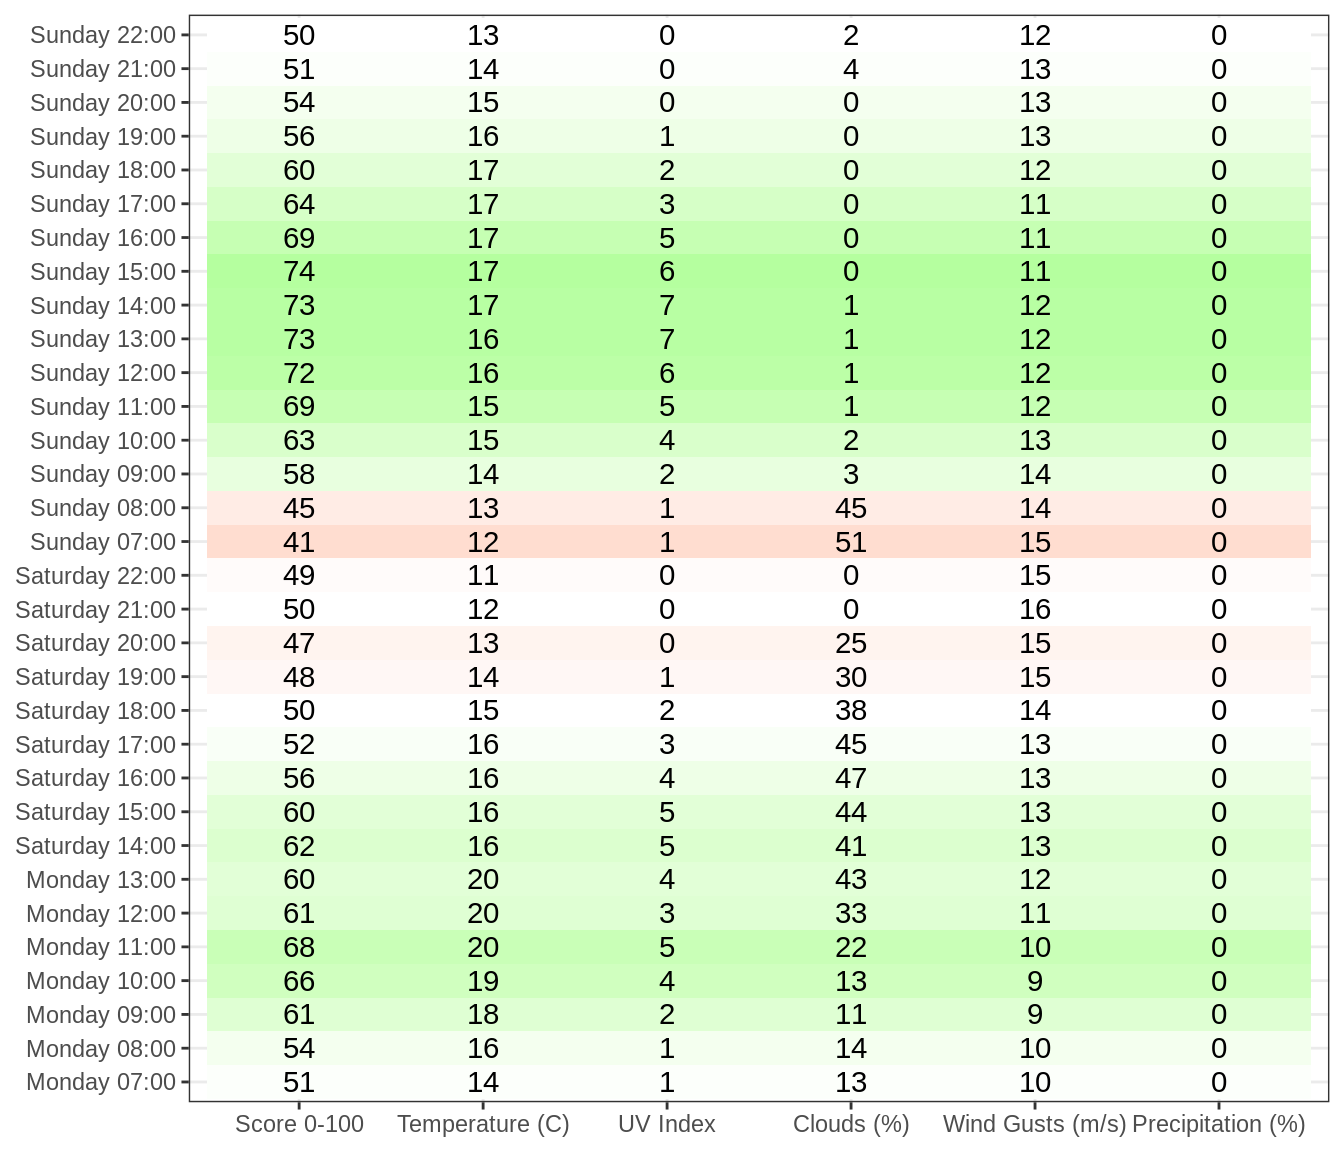 Sunday 22:00 50 13 0 2 12 0
Sunday 21:00 51 14 0 4 13 0
Sunday 20:00 54 15 0 0 13 0
Sunday 19:00 56 16 1 0 13 0
Sunday 18:00 60 17 2 0 12 0
Sunday 17:00 64 17 3 0 11 0
Sunday 16:00 69 17 5 0 11 0
Sunday 15:00 74 17 6 0 11 0
Sunday 14:00 73 17 7 1 12 0
Sunday 13:00 73 16 7 1 12 0
Sunday 12:00 72 16 6 1 12 0
Sunday 11:00 69 15 5 1 12 0
Sunday 10:00 63 15 4 2 13 0
Sunday 09:00 58 14 2 3 14 0
Sunday 08:00 45 13 1 45 14 0
Sunday 07:00 41 12 1 51 15 0
Saturday 22:00 49 11 0 0 15 0
Saturday 21:00 50 12 0 0 16 0
Saturday 20:00 47 13 0 25 15 0
Saturday 19:00 48 14 1 30 15 0
Saturday 18:00 50 15 2 38 14 0
Saturday 17:00 52 16 3 45 13 0
Saturday 16:00 56 16 4 47 13 0
Saturday 15:00 60 16 5 44 13 0
Saturday 14:00 62 16 5 41 13 0
Monday 13:00 60 20 4 43 12 0
Monday 12:00 61 20 3 33 11 0
Monday 11:00 68 20 5 22 10 0
Monday 10:00 66 19 4 13 9 0
Monday 09:00 61 18 2 11 9 0
Monday 08:00 54 16 1 14 10 0
Monday 07:00 51 14 1 13 10 0
Score 0-100 Temperature (C) UV Index Clouds (%) Wind Gusts (m/s) Precipitation (%)